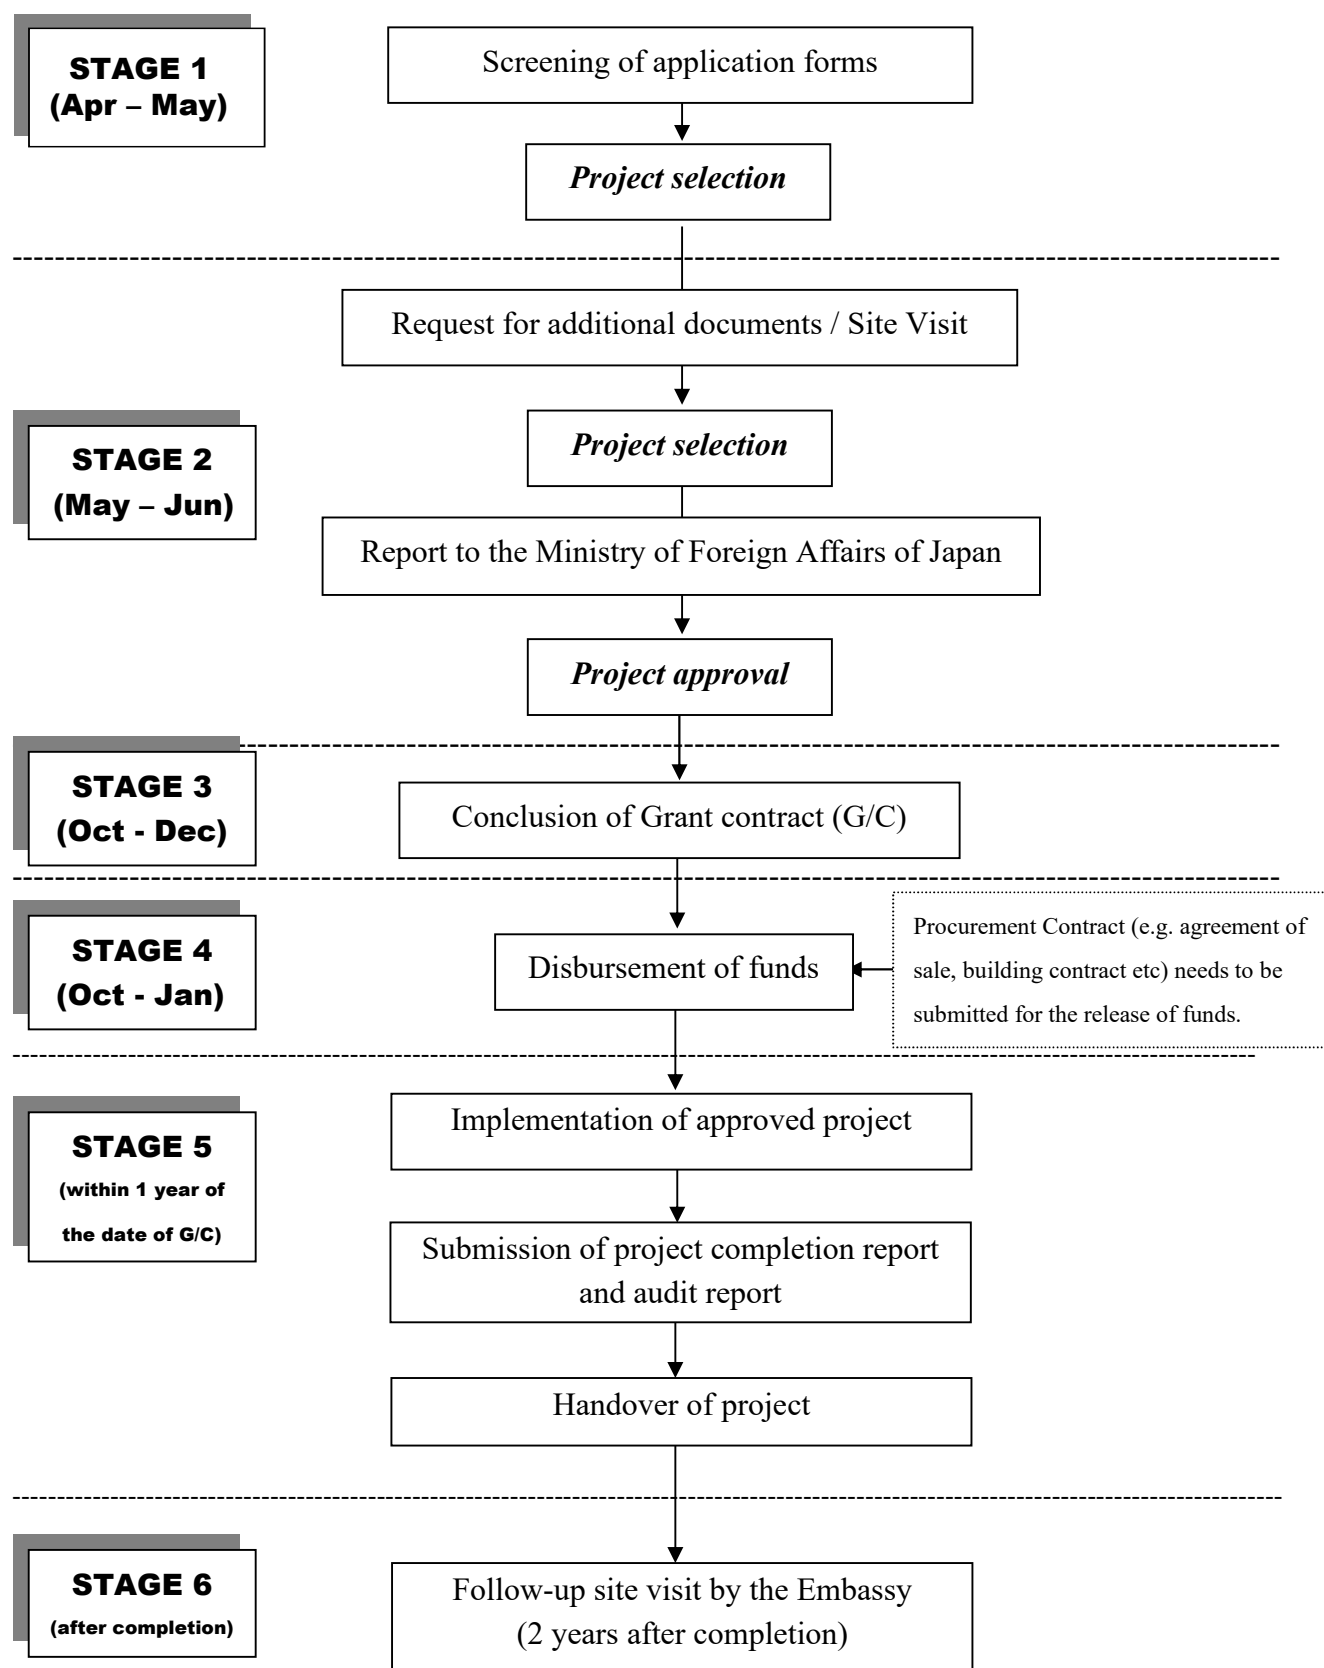 STAGE 1
(Apr – May)
Screening of application forms
Project selection
Request for additional documents / Site Visit
STAGE 2
(May – Jun)
Project selection
Report to the Ministry of Foreign Affairs of Japan
Project approval
STAGE 3
(Oct - Dec)
Conclusion of Grant contract (G/C)
STAGE 4
(Oct - Jan)
Disbursement of funds
Procurement Contract (e.g. agreement of
sale, building contract etc) needs to be
submitted for the release of funds.
STAGE 5
(within 1 year of
the date of G/C)
Implementation of approved project
Submission of project completion report
and audit report
Handover of project
STAGE 6
(after completion)
Follow-up site visit by the Embassy
(2 years after completion)